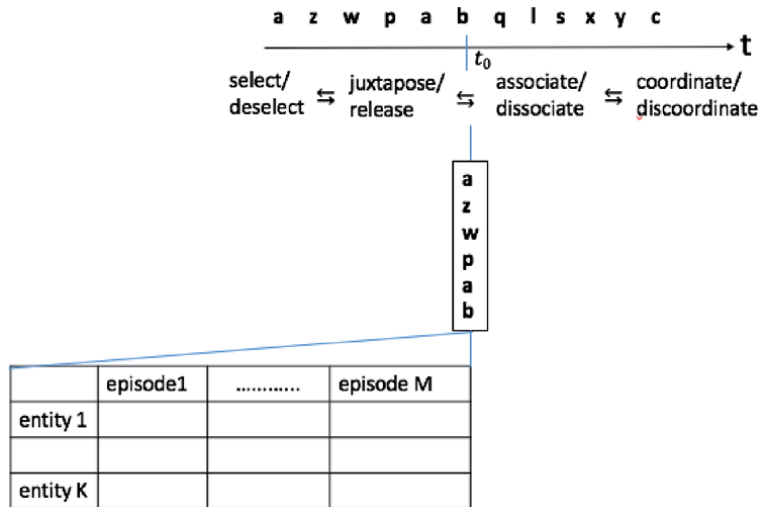 a z w p a b q l s x y c
t
t₀
select/ ⇆ juxtapose/ ⇆ associate/ ⇆ coordinate/
deselect release dissociate discoordinate
a
z
w
p
a
b
episode1 ............ episode M
entity 1
entity K